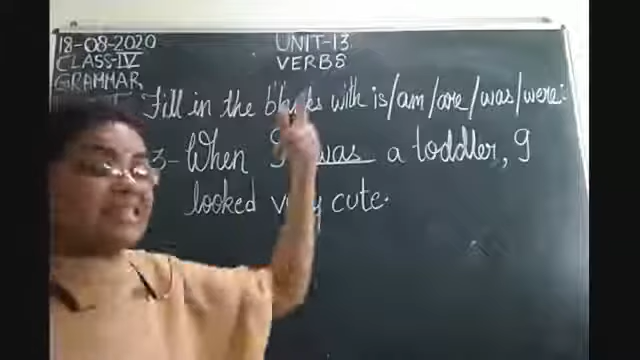 18-08-2020
CLASS-IV
GRAMMAR
UNIT-13
VERBS
Fill in the blanks with is/am/are/was/were:
3- When I was a toddler, I
looked very cute.